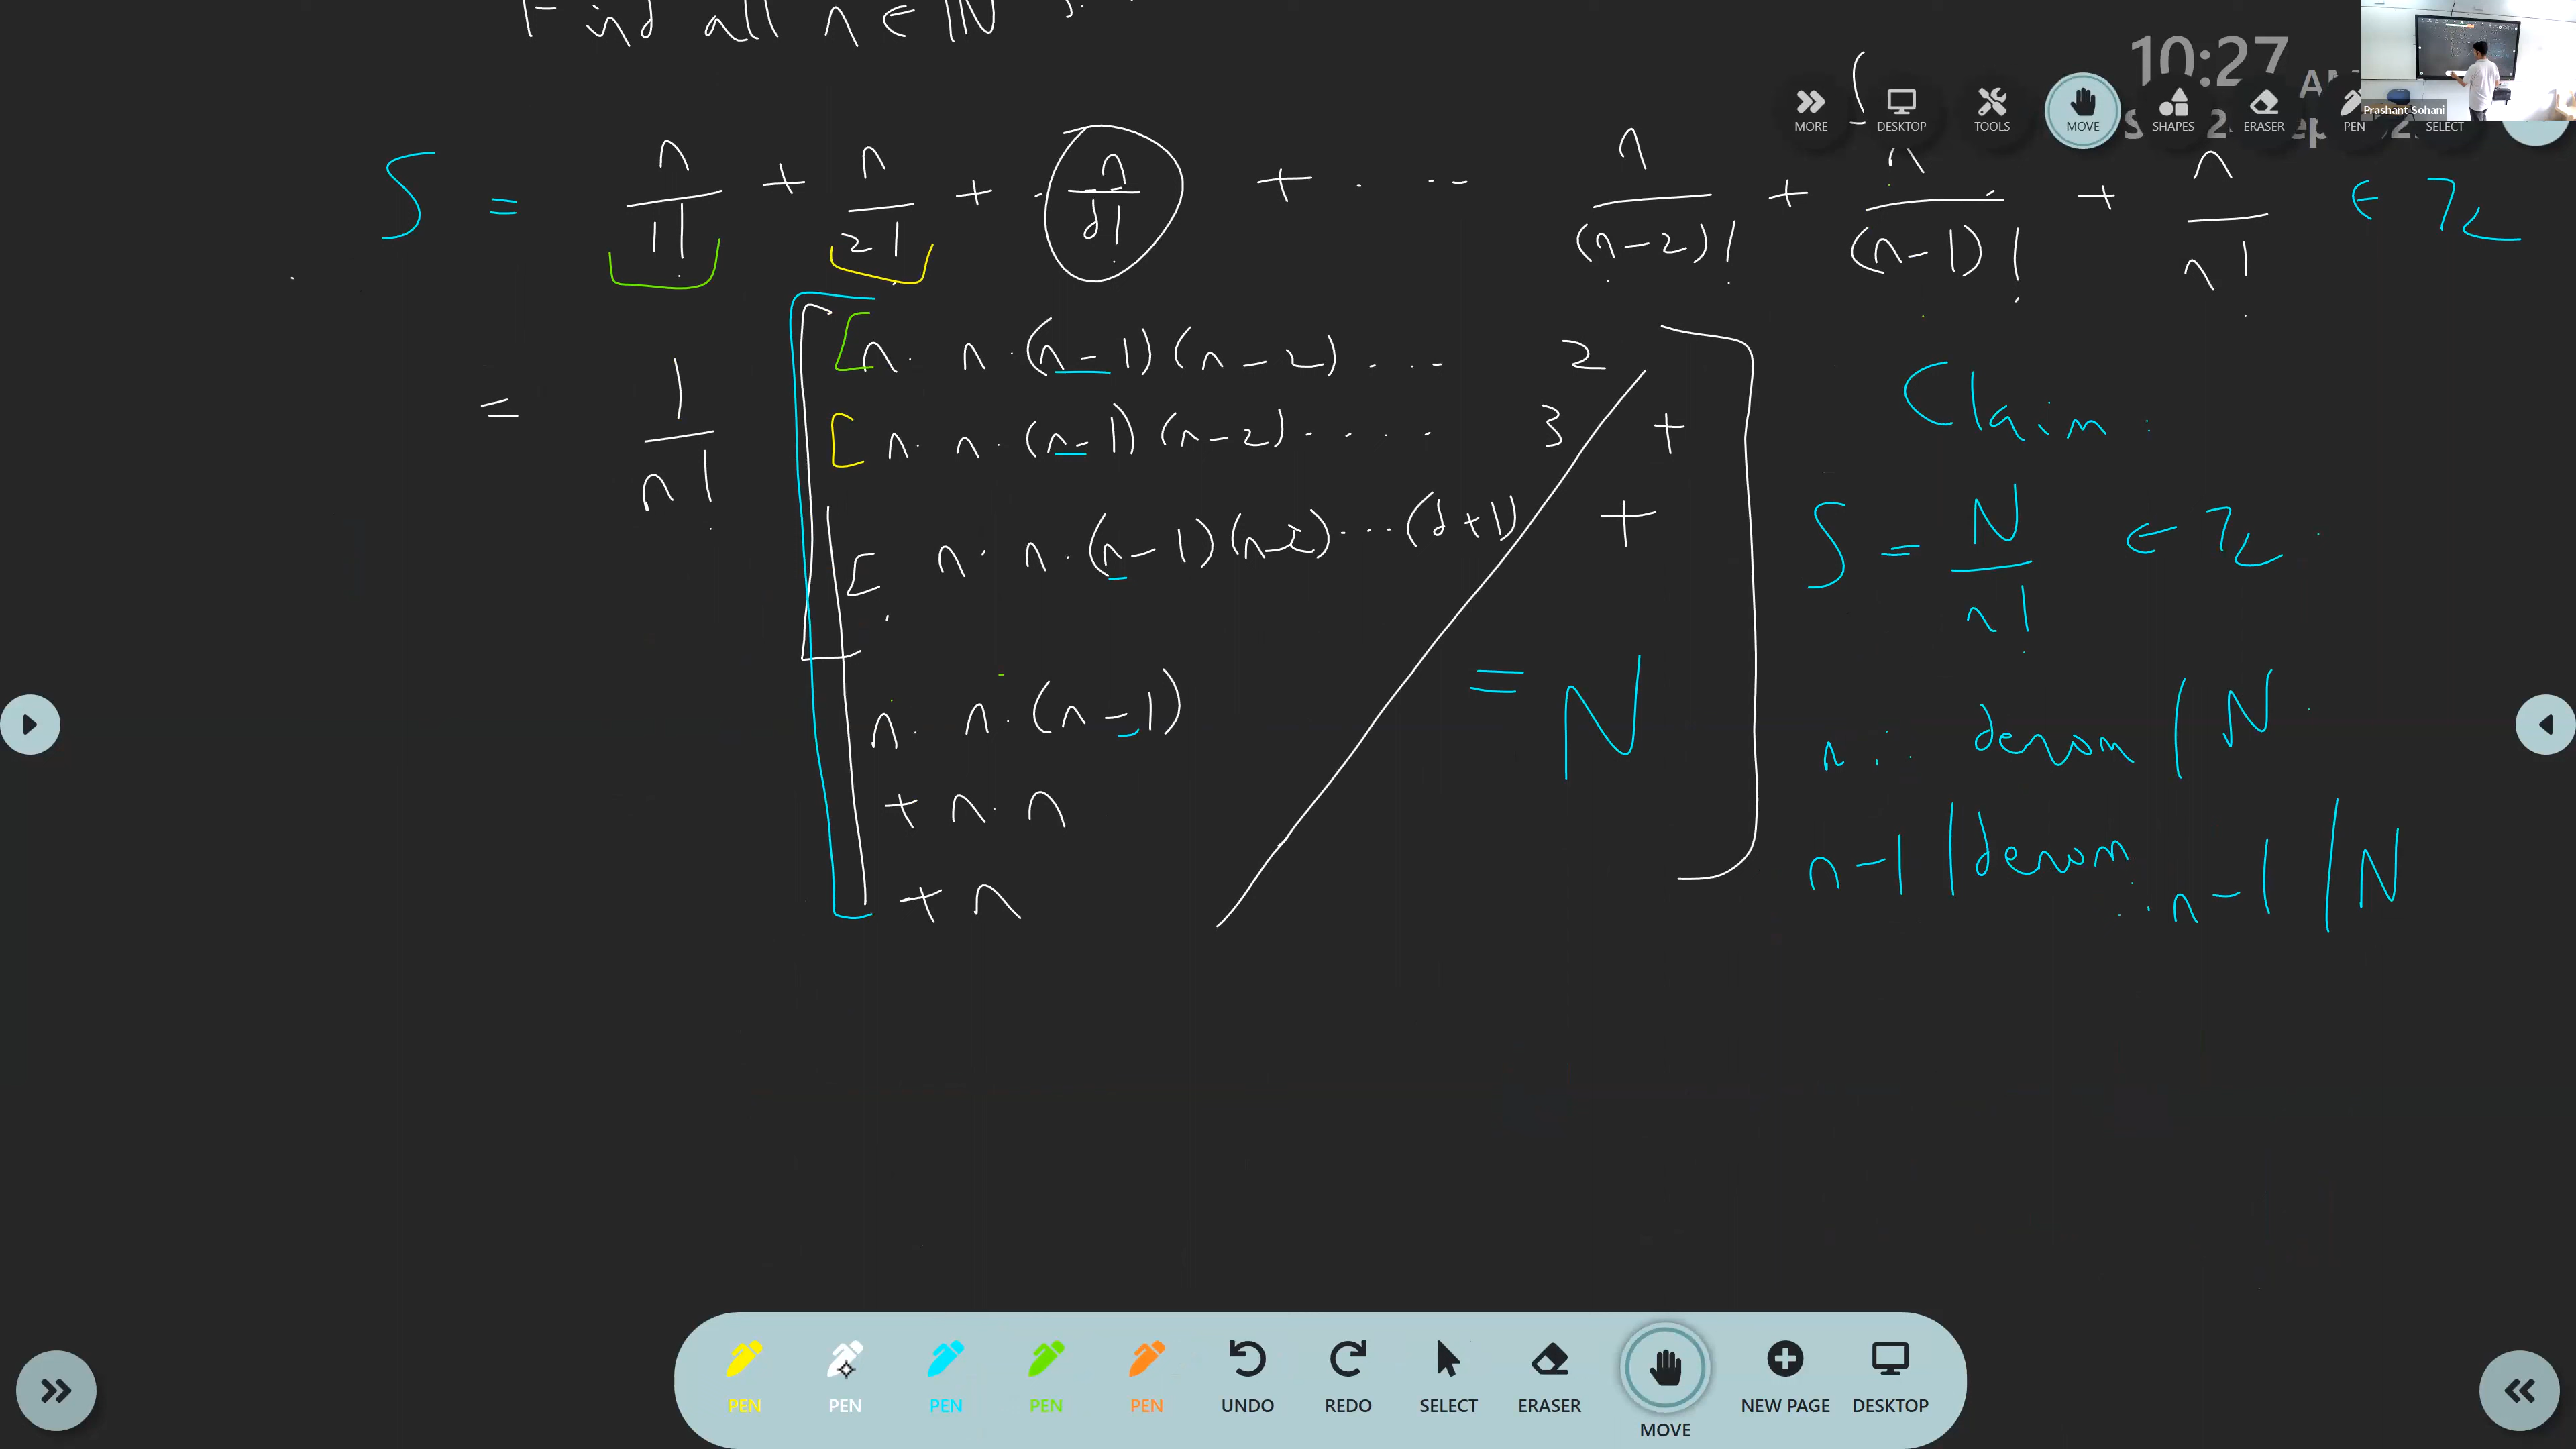 Find all n ∈ ℕ s.
10:27
MORE DESKTOP TOOLS MOVE SHAPES ERASER PEN SELECT
Prashant Sohani
S = n/1! + n/2! + n/d! + ... n/(n-2)! + n/(n-1)! + n/n! ∈ ℤ
= 1/n! [ n · n · (n-1)(n-2) ... 2 +
n · n · (n-1)(n-2) .... 3 +
n · n · (n-1)(n-2) ... (d+1)
n · n · (n-1)
+ n · n
+ n
= N
Claim:
S = N/n! ∈ ℤ.
∴ denom | N
n-1 | denom
∴ n-1 | N
PEN PEN PEN PEN PEN UNDO REDO SELECT ERASER MOVE NEW PAGE DESKTOP